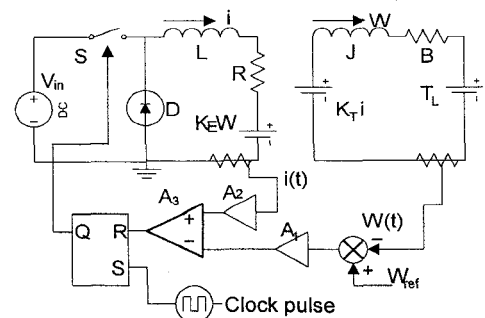 i
S
L
R
V_in
DC
D
K_E W
W
J
B
K_T i
T_L
i(t)
A_3
A_2
A_1
W(t)
Q
R
S
W_ref
Clock pulse